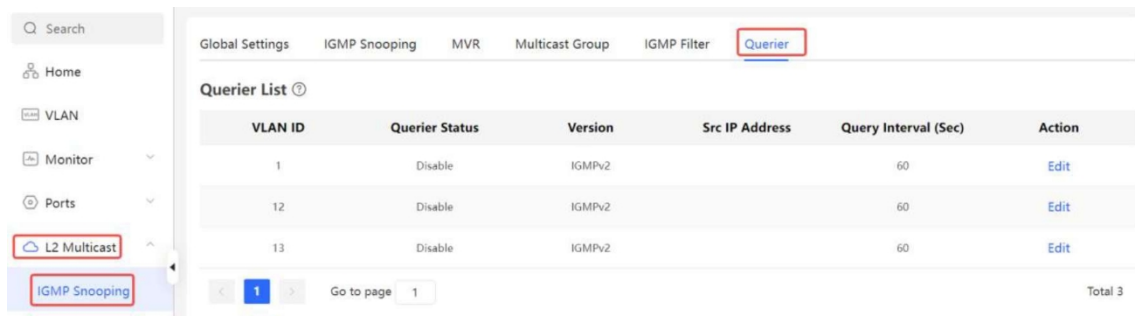 Search
Home
VLAN
Monitor
Ports
L2 Multicast
IGMP Snooping
Global Settings IGMP Snooping MVR Multicast Group IGMP Filter Querier
Querier List
VLAN ID Querier Status Version Src IP Address Query Interval (Sec) Action
1 Disable IGMPv2 60 Edit
12 Disable IGMPv2 60 Edit
13 Disable IGMPv2 60 Edit
1 Go to page 1 Total 3